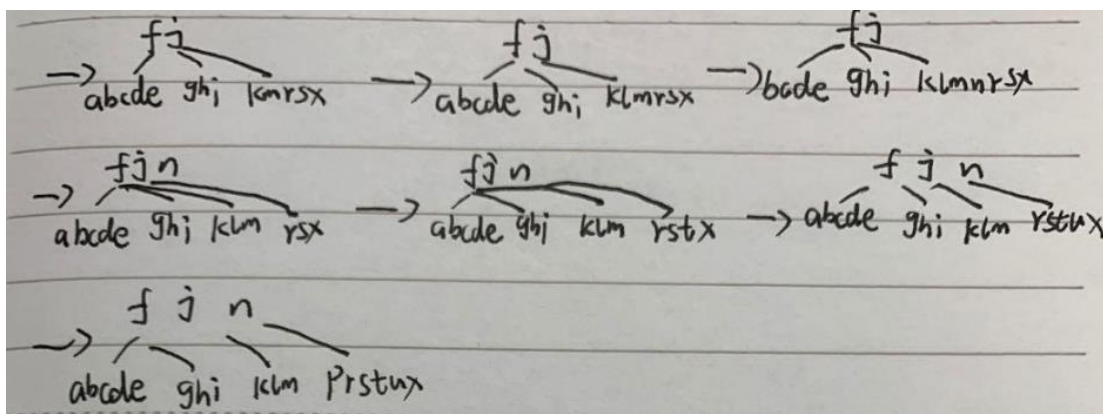 fj fj fj
→ abcde ghi kmrsx → abcde ghi klmrsx → bcde ghi klmnrsx
fjn fjn f j n
→ abcde ghi klm rsx → abcde ghi klm rstx → abcde ghi klm rstux
f j n
→ abcde ghi klm prstux